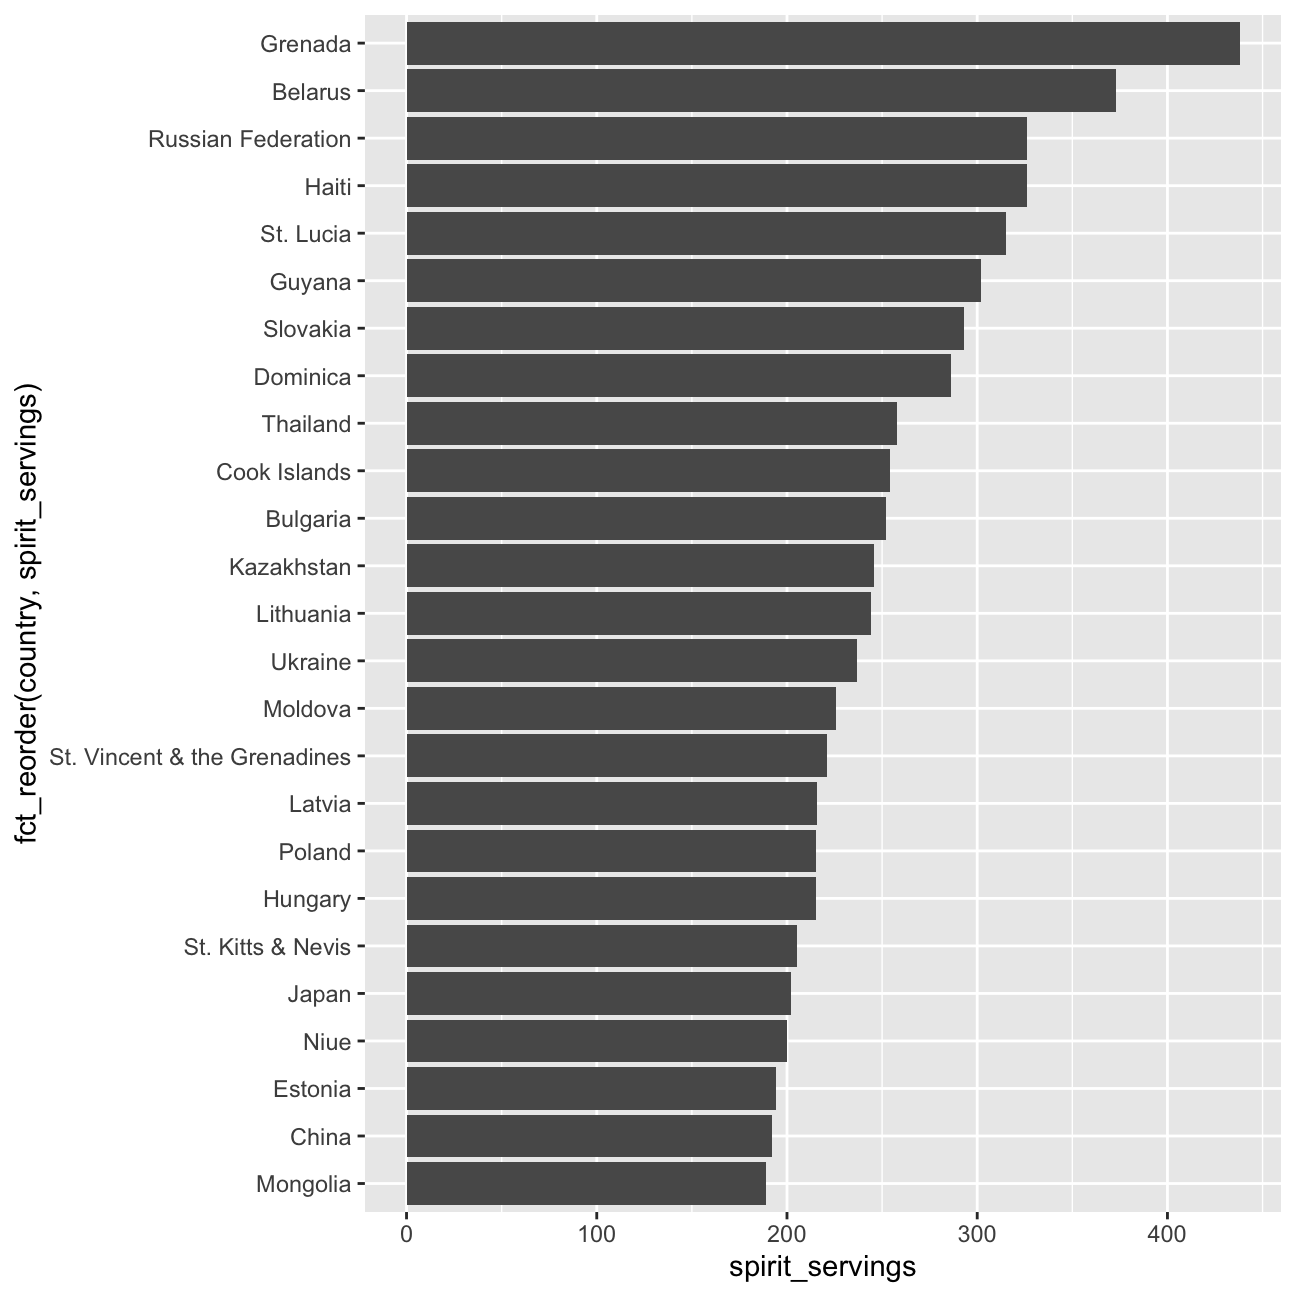 Grenada
Belarus
Russian Federation
Haiti
St. Lucia
Guyana
Slovakia
Dominica
Thailand
Cook Islands
Bulgaria
Kazakhstan
Lithuania
Ukraine
Moldova
St. Vincent & the Grenadines
Latvia
Poland
Hungary
St. Kitts & Nevis
Japan
Niue
Estonia
China
Mongolia
fct_reorder(country, spirit_servings)
0 100 200 300 400
spirit_servings